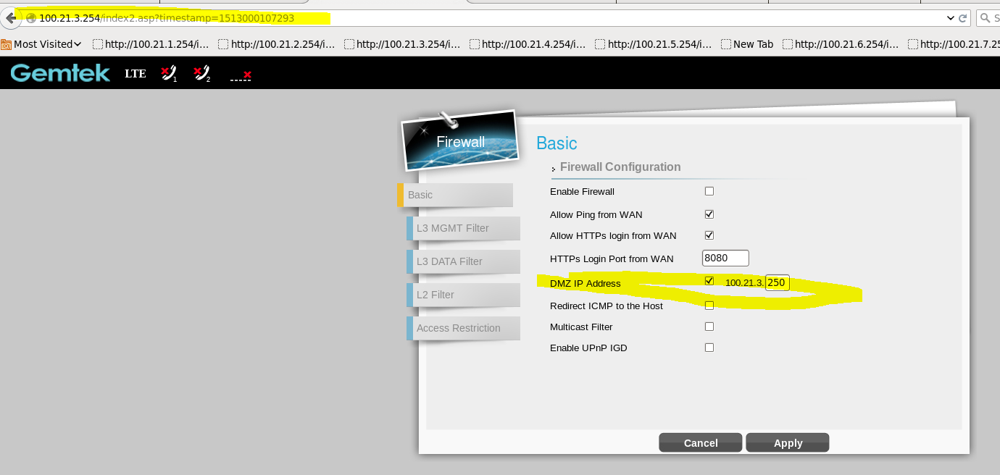 100.21.3.254/index2.asp?timestamp=1513000107293
S
Most Visited http://100.21.1.254/i... http://100.21.2.254/i... http://100.21.3.254/i... http://100.21.4.254/i... http://100.21.5.254/i... New Tab http://100.21.6.254/i... http://100.21.7.25
Gemtek LTE 1 2
Firewall
Basic
L3 MGMT Filter
L3 DATA Filter
L2 Filter
Access Restriction
Basic
Firewall Configuration
Enable Firewall
Allow Ping from WAN
Allow HTTPs login from WAN
HTTPs Login Port from WAN 8080
DMZ IP Address 100.21.3. 250
Redirect ICMP to the Host
Multicast Filter
Enable UPnP IGD
Cancel Apply